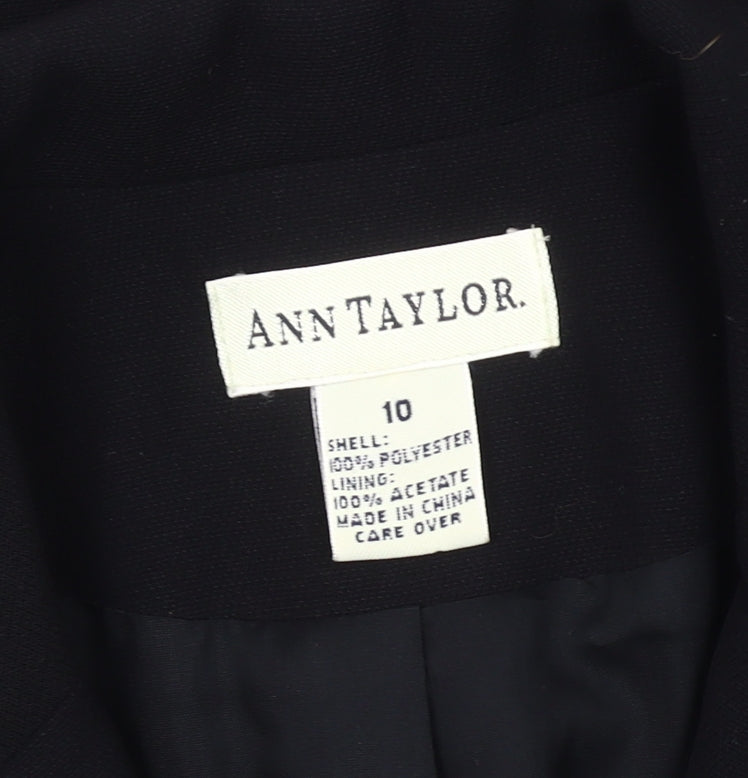 ANN TAYLOR.
10
SHELL:
100% POLYESTER
LINING:
100% ACETATE
MADE IN CHINA
CARE OVER